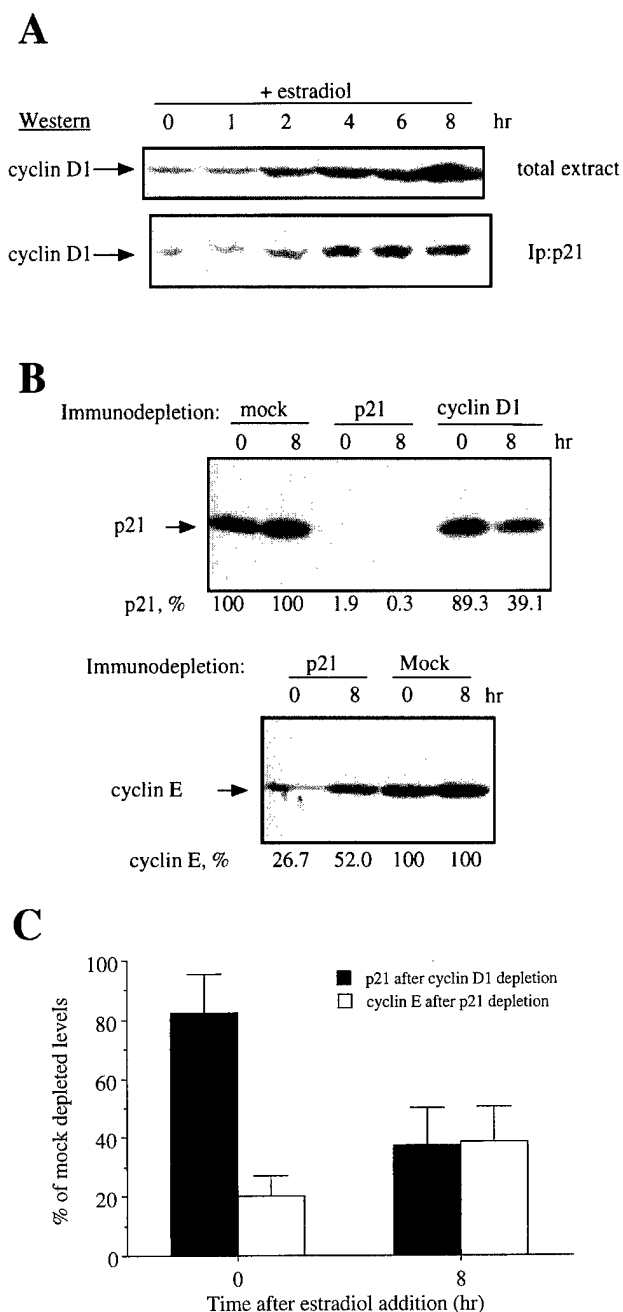 A
+ estradiol
Western 0 1 2 4 6 8 hr
cyclin D1 total extract
cyclin D1 Ip:p21
B
Immunodepletion: mock p21 cyclin D1
0 8 0 8 0 8 hr
p21
p21, % 100 100 1.9 0.3 89.3 39.1
Immunodepletion: p21 Mock
0 8 0 8 hr
cyclin E
cyclin E, % 26.7 52.0 100 100
C
% of mock depleted levels
100
80
60
40
20
0
p21 after cyclin D1 depletion
cyclin E after p21 depletion
0 8
Time after estradiol addition (hr)